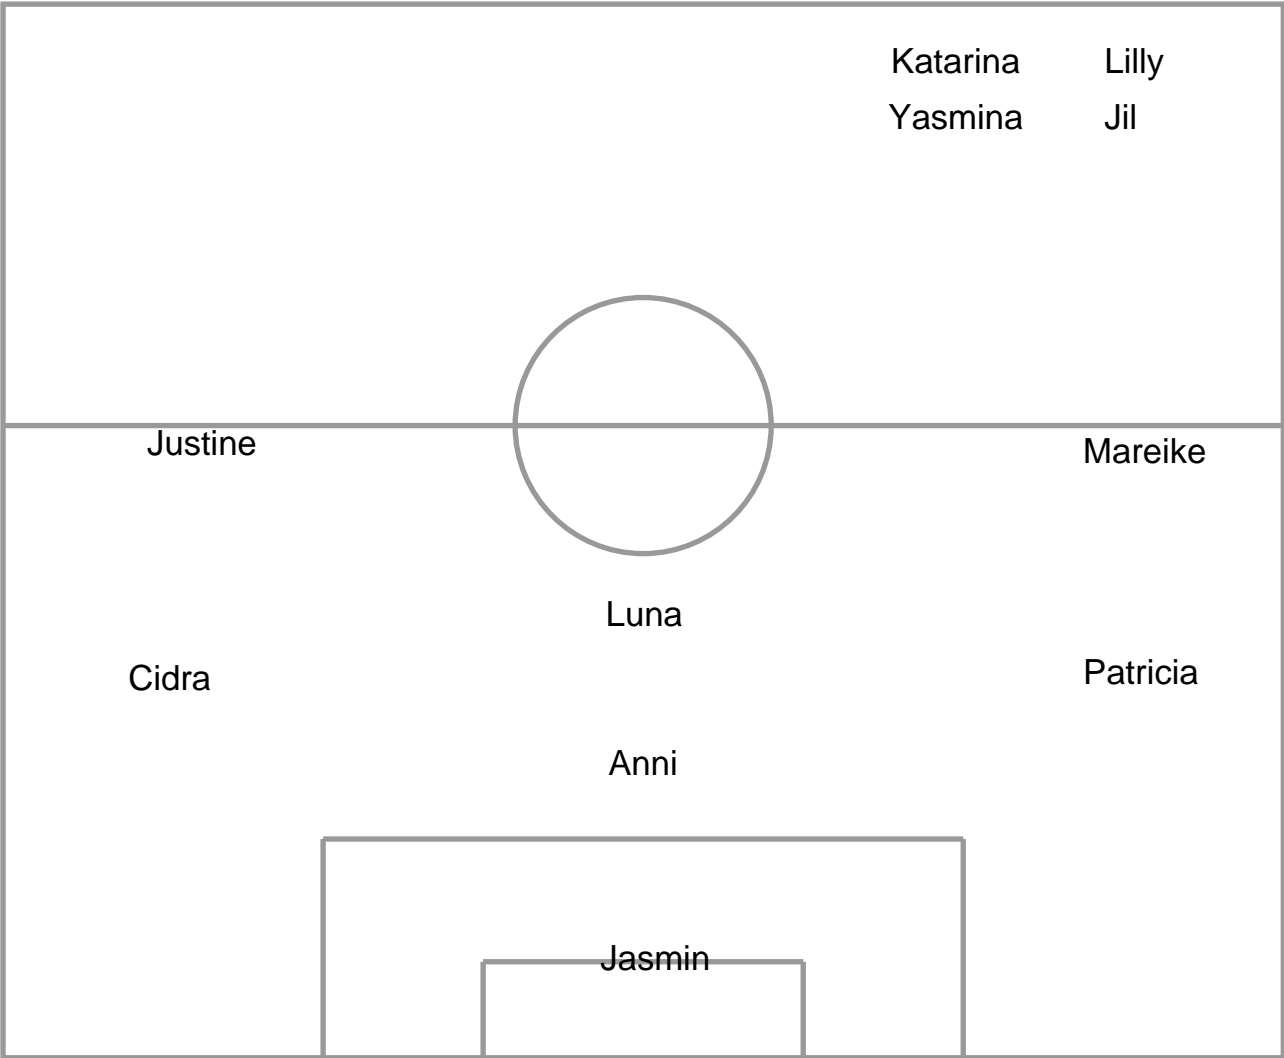 Katarina Lilly
Yasmina Jil
Justine Mareike
Luna
Cidra Patricia
Anni
Jasmin